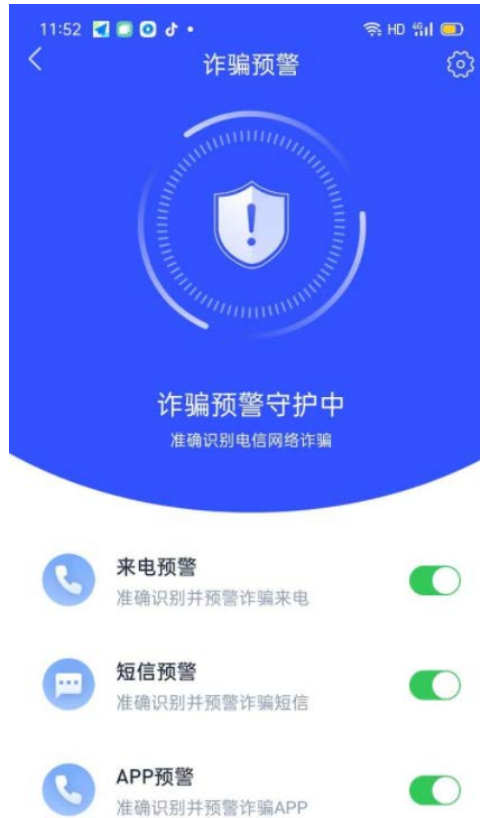 11:52 HD 4G
诈骗预警
诈骗预警守护中
准确识别电信网络诈骗
来电预警
准确识别并预警诈骗来电
短信预警
准确识别并预警诈骗短信
APP预警
准确识别并预警诈骗APP